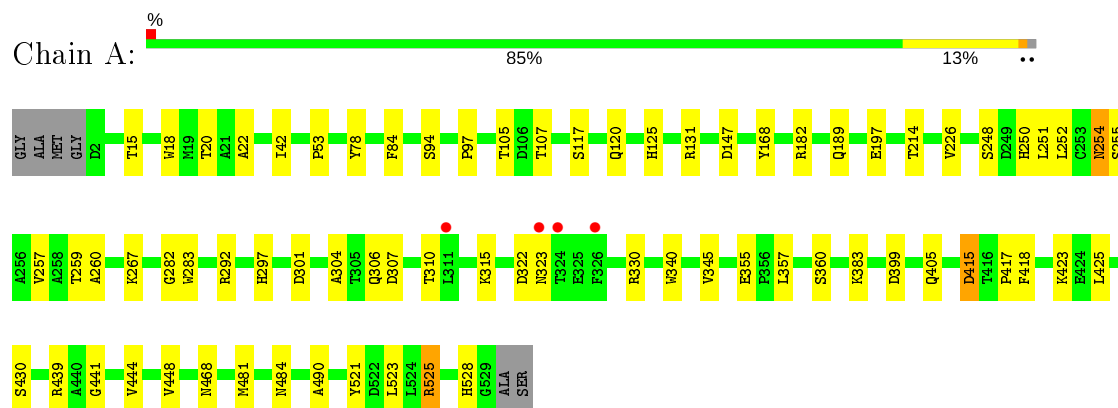 %
Chain A:
85% 13% ••
GLY ALA MET GLY D2 T15 W18 M19 T20 A21 A22 I42 P53 Y78 F84 S94 P97 T105 D106 T107 S117 Q120 H125 R131 D147 Y168 R182 Q189 E197 T214 V226 S248 D249 H250 L251 L252 C253 N254 S255
A256 V257 A258 T259 A260 K267 G282 W283 R292 H297 D301 A304 T305 Q306 D307 T310 L311 K315 D322 N323 T324 E325 F326 R330 W340 V345 E355 P356 L357 S360 K383 D399 Q405 D415 T416 P417 F418 K423 E424 L425
S430 R439 A440 G441 V444 V448 N468 M481 N484 A490 Y521 D522 L523 L524 R525 H528 G529 ALA SER